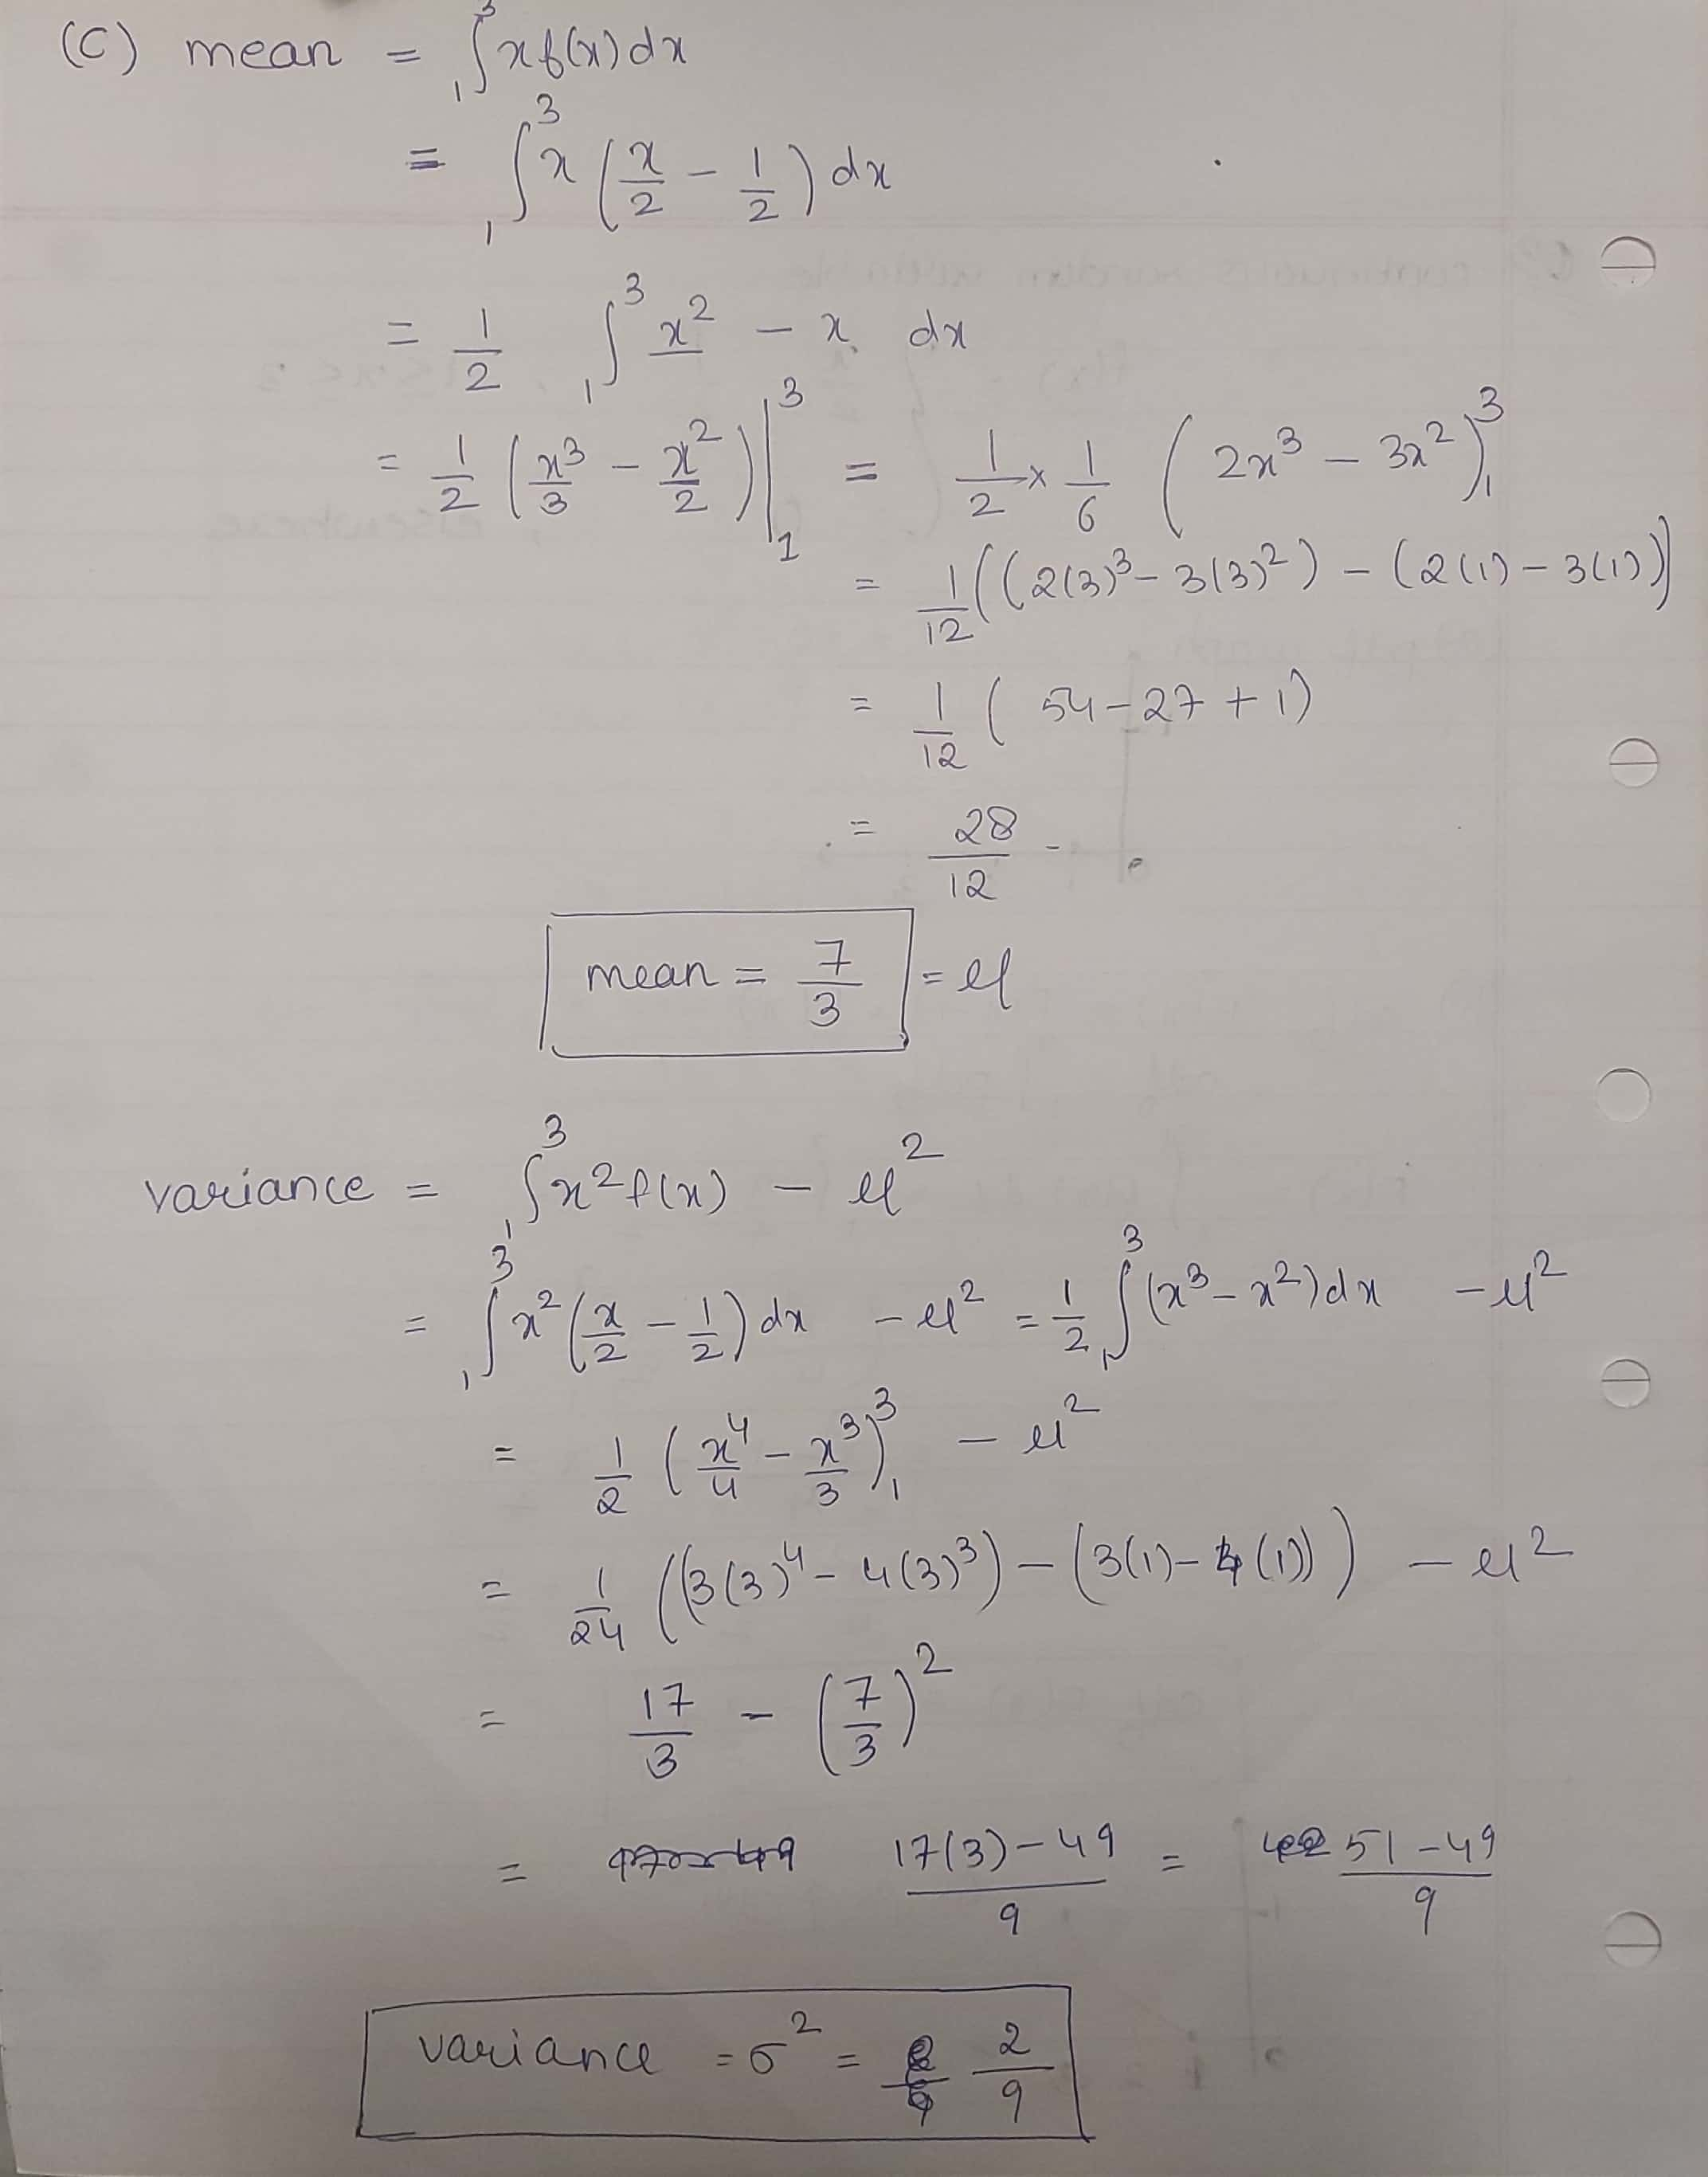 (C) mean = ∫₁³ x f(x) dx
= ∫₁³ x (x/2 - 1/2) dx
= 1/2 ∫₁³ x² - x dx
= 1/2 (x³/3 - x²/2)|₁³ = 1/2 × 1/6 (2x³ - 3x²)₁³
= 1/12 ((2(3)³ - 3(3)²) - (2(1) - 3(1)))
= 1/12 (54 - 27 + 1)
= 28/12
mean = 7/3 = μ
variance = ∫₁³ x² f(x) - μ²
= ∫₁³ x² (x/2 - 1/2) dx - μ² = 1/2 ∫₁³ (x³ - x²) dx - μ²
= 1/2 (x⁴/4 - x³/3)₁³ - μ²
= 1/24 ((3(3)⁴ - 4(3)³) - (3(1) - 4(1))) - μ²
= 17/3 - (7/3)²
= 17(3) - 49 / 9 = 51 - 49 / 9
variance = σ² = 2/9